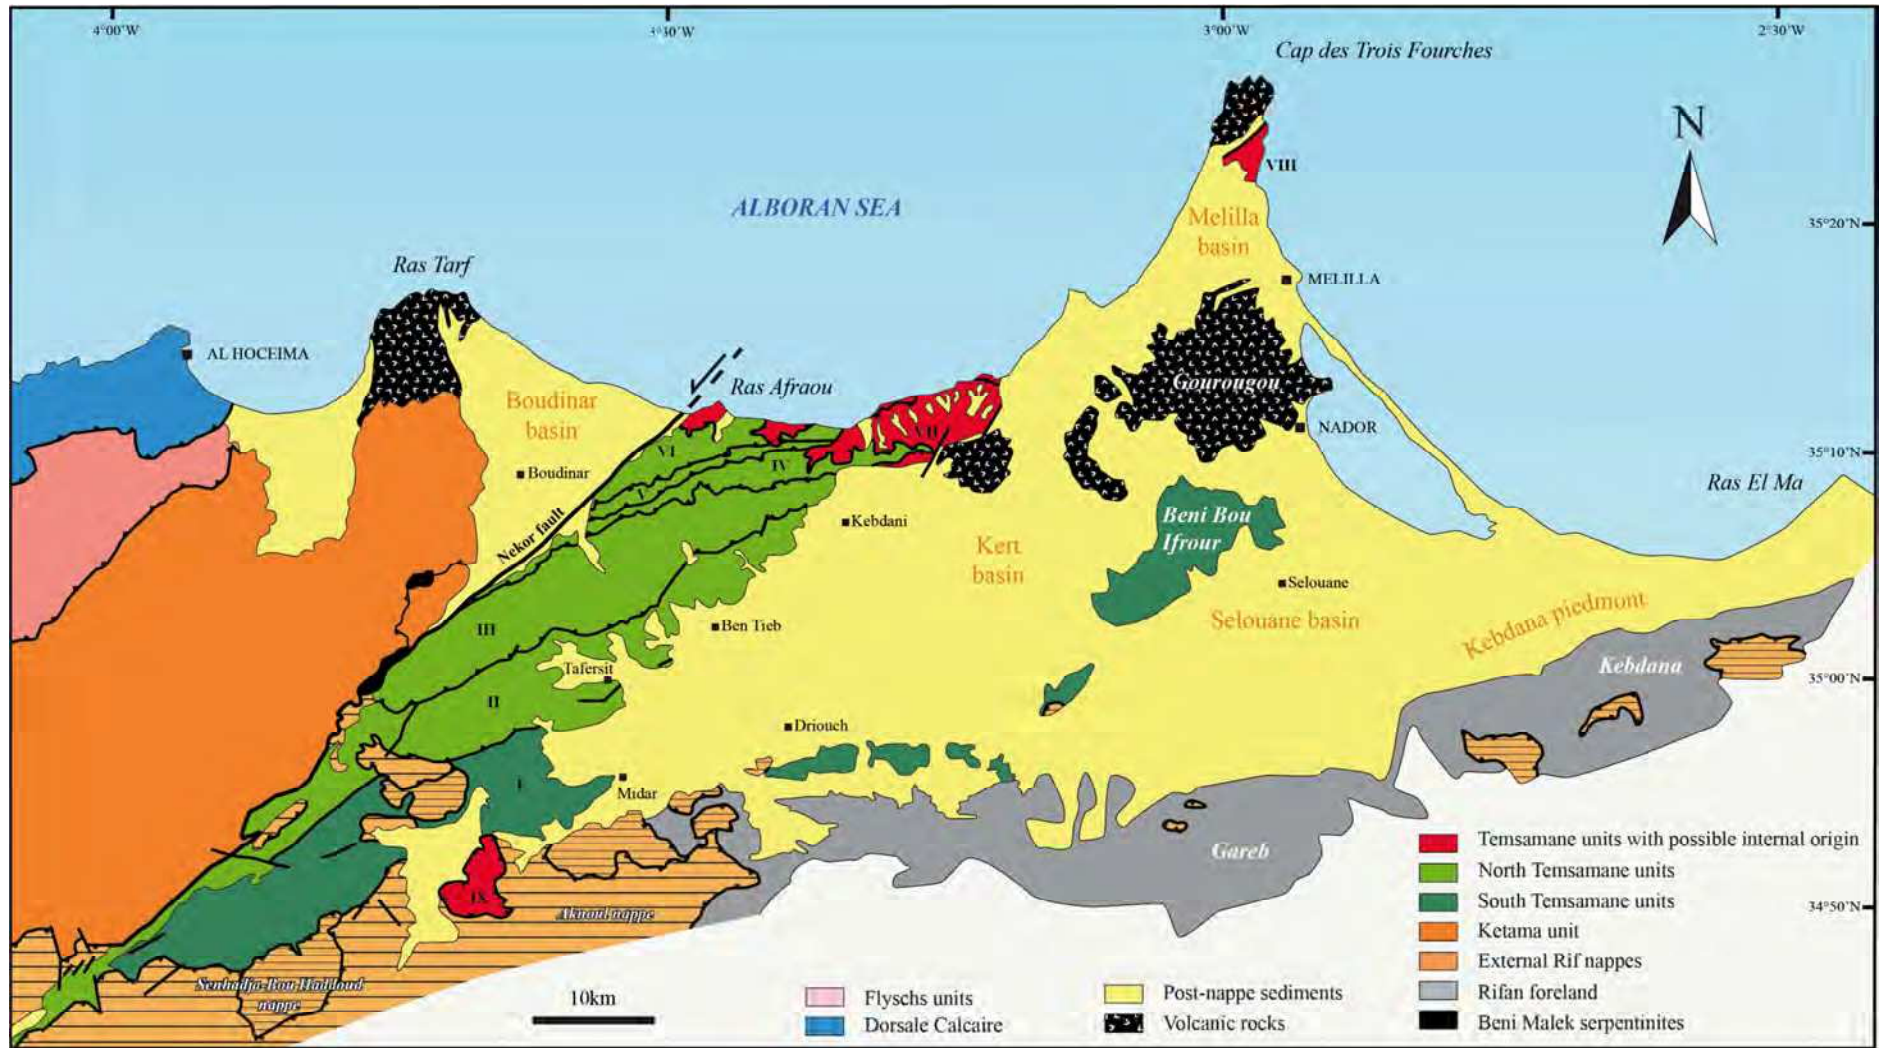 4°00'W
3°30'W
3°00'W
2°30'W
Cap des Trois Fourches
N
VIII
ALBORAN SEA
Melilla
basin
35°20'N
Ras Tarf
MELILLA
AL HOCEIMA
Ras Afraou
Gourougou
Boudinar
basin
VII
NADOR
VI
IV
35°10'N
Boudinar
Ras El Ma
Kebdani
Beni Bou
Ifrour
Nekor fault
Kert
basin
Selouane
III
Ben Tieb
Selouane basin
Kebdana piedmont
Tafersit
Kebdana
35°00'N
II
Driouch
I
Midar
Temsamane units with possible internal origin
Gareb
North Temsamane units
IX
South Temsamane units
34°50'N
Aknoul nappe
Ketama unit
External Rif nappes
Senhadja-Bou Haddoud
nappe
10km
Flyschs units
Post-nappe sediments
Rifan foreland
Dorsale Calcaire
Volcanic rocks
Beni Malek serpentinites